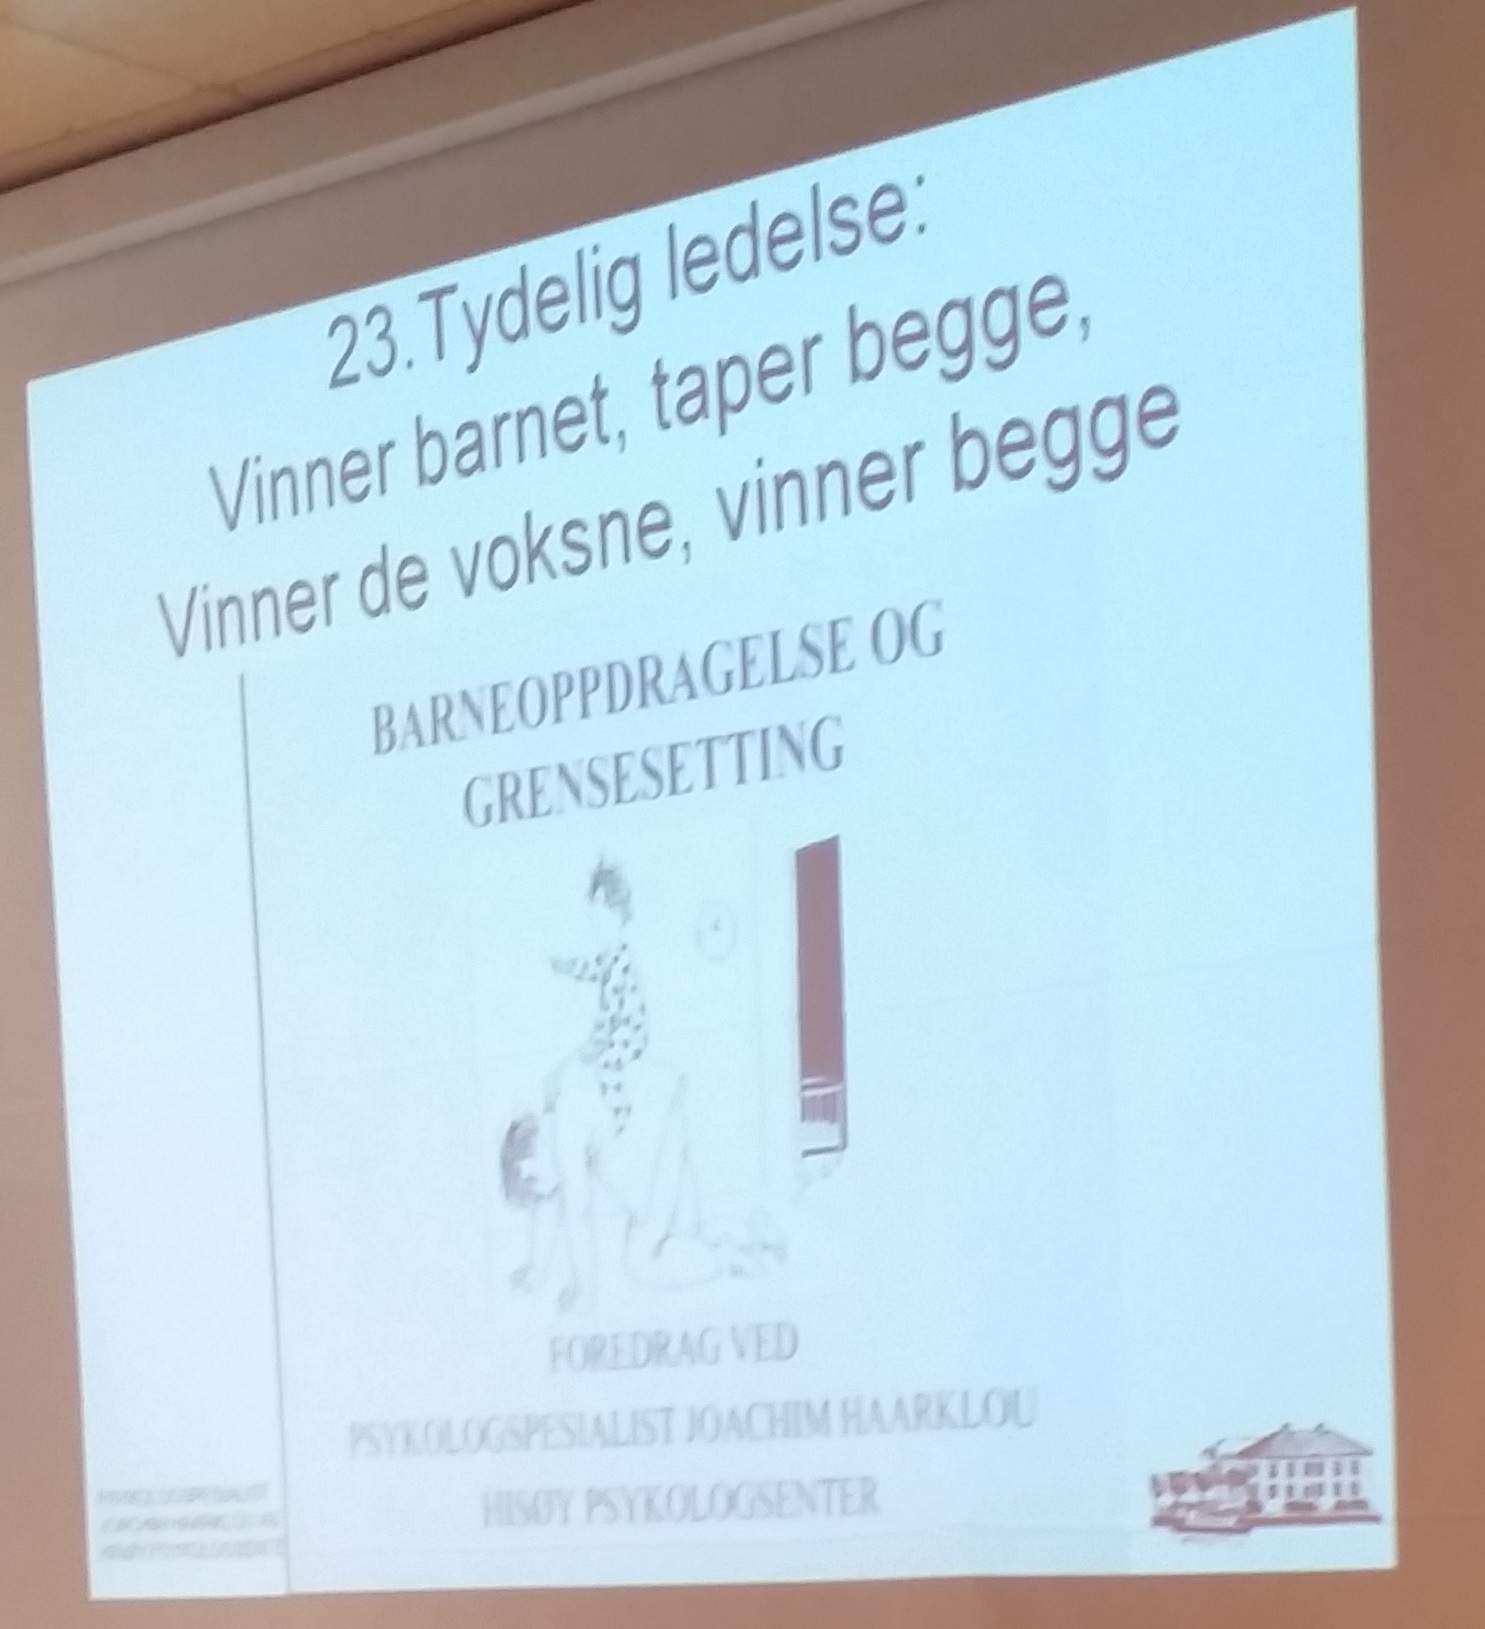 23. Tydelig ledelse:
Vinner barnet, taper begge,
Vinner de voksne, vinner begge
BARNEOPPDRAGELSE OG
GRENSESETTING
FOREDRAG VED
PSYKOLOGSPESIALIST JOACHIM HAARKLOU
HISØY PSYKOLOGSENTER